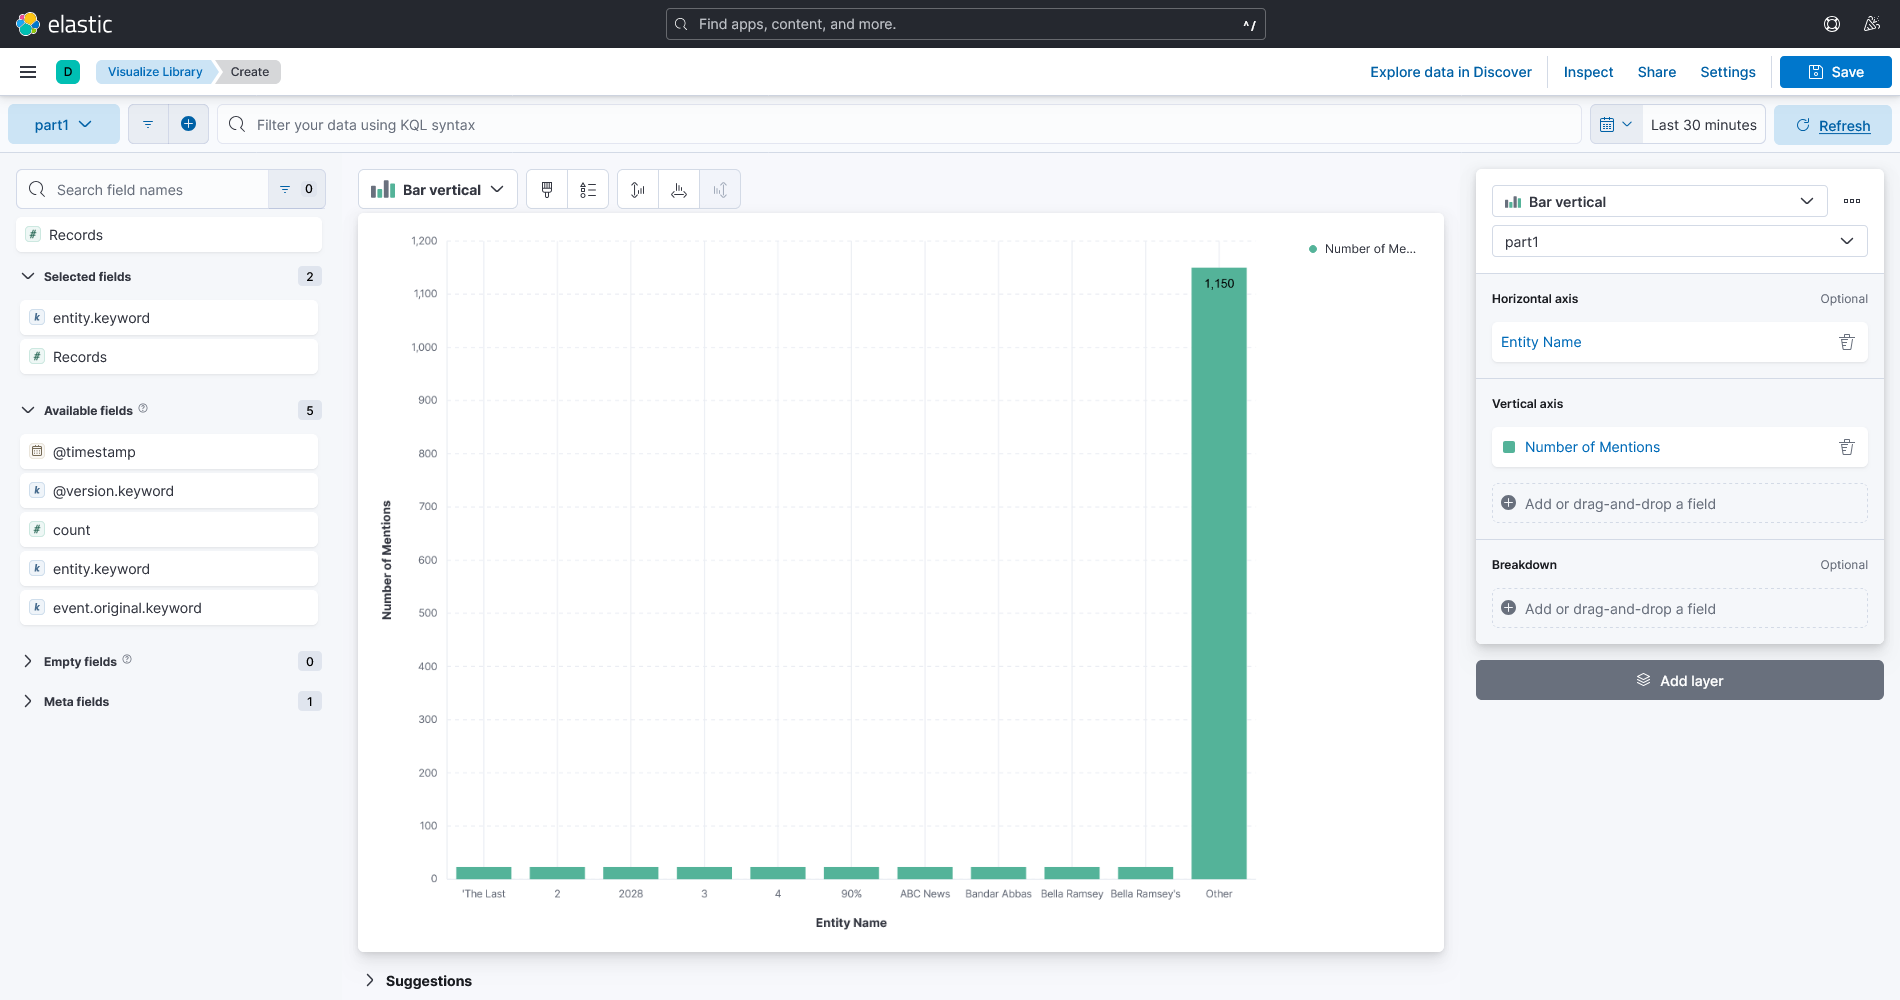 elastic
Find apps, content, and more.
^/
D
Visualize Library
Create
Explore data in Discover
Inspect
Share
Settings
Save
part1
Filter your data using KQL syntax
Last 30 minutes
Refresh
Search field names
0
# Records
Selected fields
2
k entity.keyword
# Records
Available fields
5
@timestamp
k @version.keyword
# count
k entity.keyword
k event.original.keyword
Empty fields
0
Meta fields
1
Bar vertical
1,200
1,100
1,000
900
800
700
600
500
400
300
200
100
0
Number of Mentions
1,150
'The Last
2
2028
3
4
90%
ABC News
Bandar Abbas
Bella Ramsey
Bella Ramsey's
Other
Entity Name
Number of Me...
Suggestions
Bar vertical
part1
Horizontal axis
Optional
Entity Name
Vertical axis
Number of Mentions
Add or drag-and-drop a field
Breakdown
Optional
Add or drag-and-drop a field
Add layer